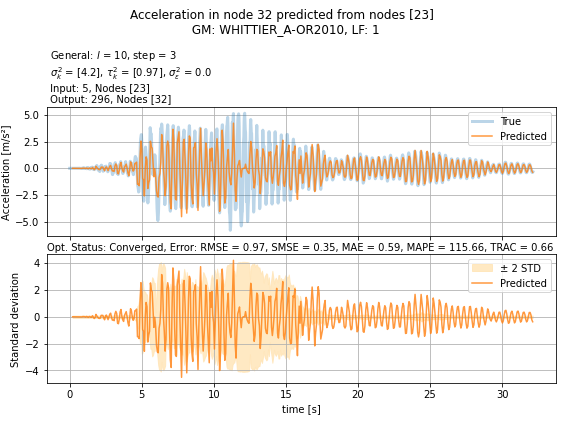 Acceleration in node 32 predicted from nodes [23]
GM: WHITTIER_A-OR2010, LF: 1
General: l = 10, step = 3
σ²ₖ = [4.2], τ²ₖ = [0.97], σ²ε = 0.0
Input: 5, Nodes [23]
Output: 296, Nodes [32]
Acceleration [m/s²]
5.0
2.5
0.0
−2.5
−5.0
True
Predicted
Opt. Status: Converged, Error: RMSE = 0.97, SMSE = 0.35, MAE = 0.59, MAPE = 115.66, TRAC = 0.66
Standard deviation
4
2
0
−2
−4
± 2 STD
Predicted
0 5 10 15 20 25 30
time [s]